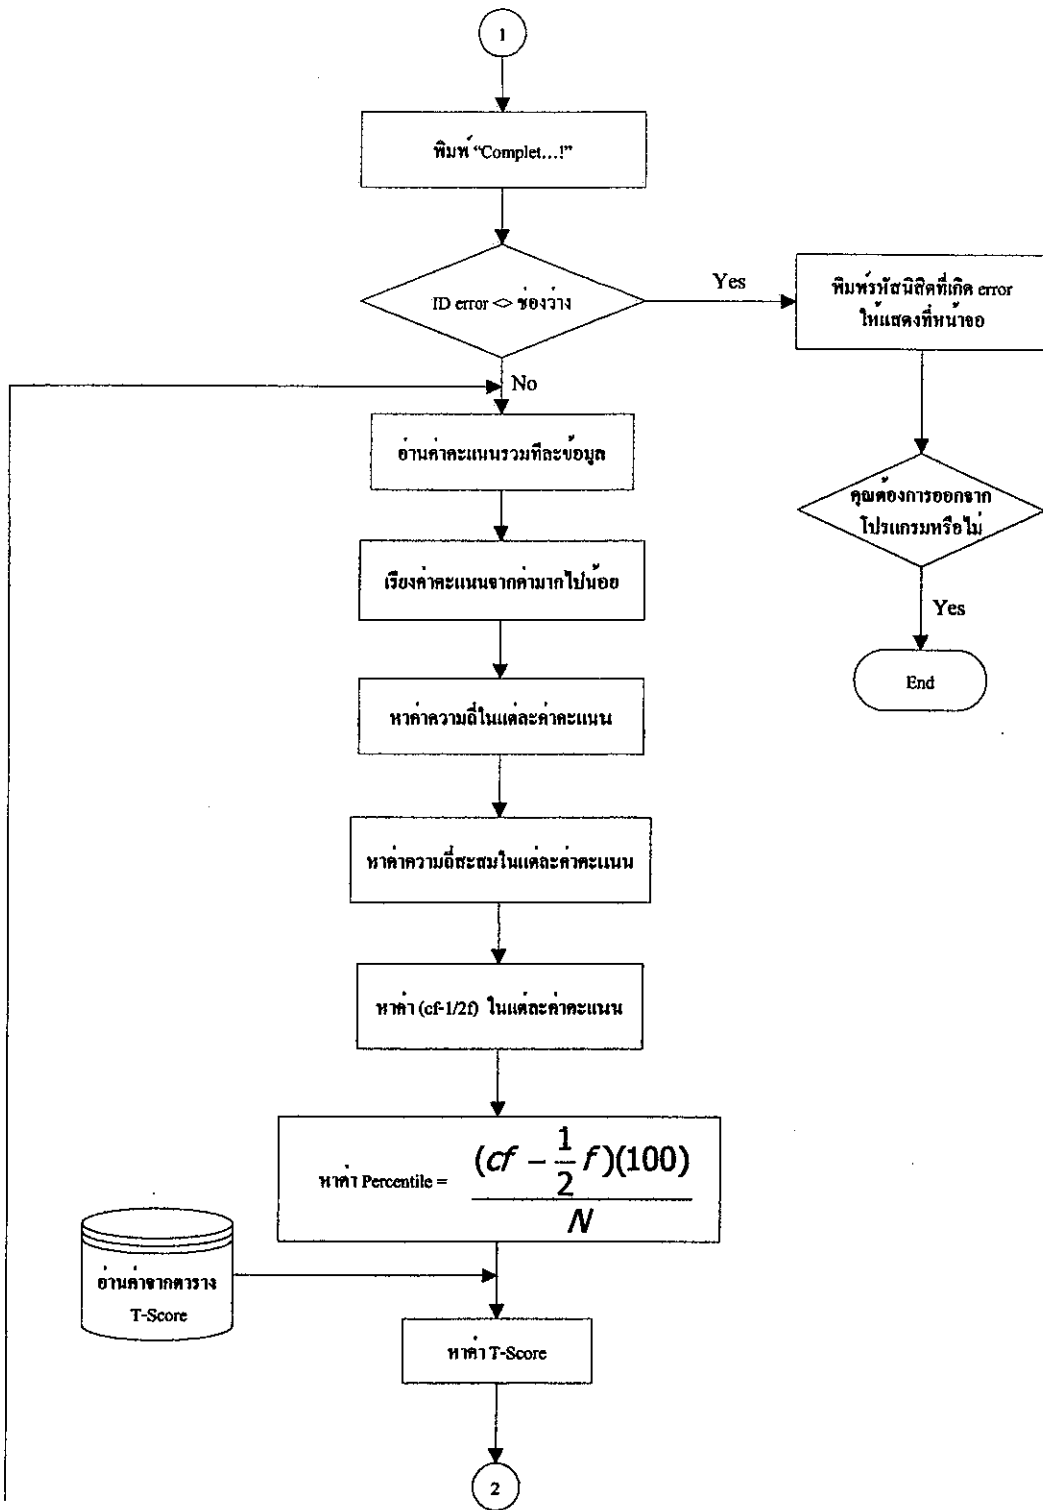 1
พิมพ์ “Complet...!”
ID error <> ช่องว่าง
Yes
พิมพ์รหัสนิสิตที่เกิด error
ให้แสดงที่หน้าจอ
No
อ่านค่าคะแนนรวมทีละข้อมูล
คุณต้องการออกจาก
โปรแกรมหรือไม่
เรียงค่าคะแนนจากค่ามากไปน้อย
Yes
End
หาค่าความถี่ในแต่ละค่าคะแนน
หาค่าความถี่สะสมในแต่ละค่าคะแนน
หาค่า (cf-1/2f) ในแต่ละค่าคะแนน
หาค่า Percentile = (cf - 1/2 f)(100) / N
อ่านค่าจากตาราง
T-Score
หาค่า T-Score
2